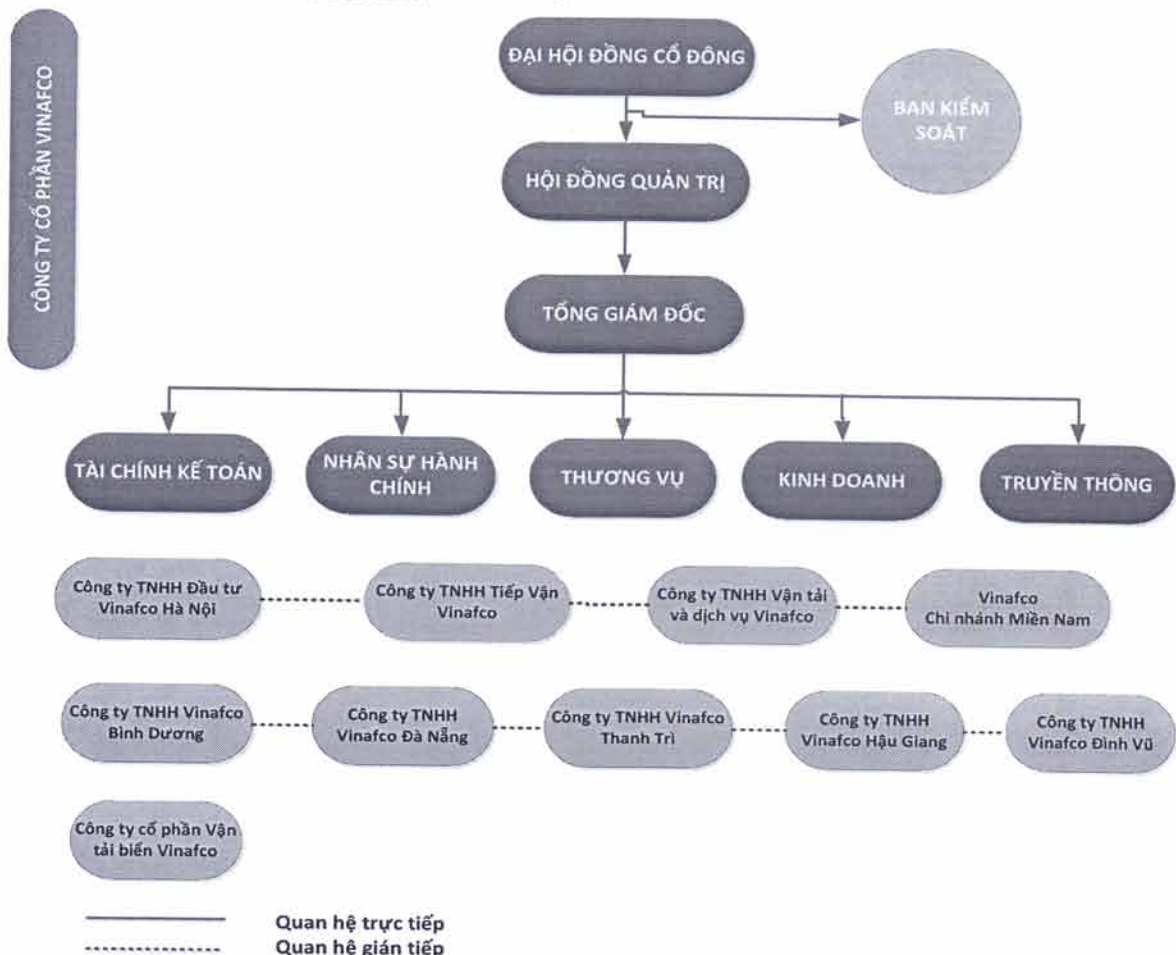 CÔNG TY CỔ PHẦN VINAFCO
ĐẠI HỘI ĐỒNG CỔ ĐÔNG
BAN KIỂM
SOÁT
HỘI ĐỒNG QUẢN TRỊ
TỔNG GIÁM ĐỐC
TÀI CHÍNH KẾ TOÁN
NHÂN SỰ HÀNH
CHÍNH
THƯƠNG VỤ
KINH DOANH
TRUYỀN THÔNG
Công ty TNHH Đầu tư
Vinafco Hà Nội
Công ty TNHH Tiếp Vận
Vinafco
Công ty TNHH Vận tải
và dịch vụ Vinafco
Vinafco
Chi nhánh Miền Nam
Công ty TNHH Vinafco
Bình Dương
Công ty TNHH
Vinafco Đà Nẵng
Công ty TNHH Vinafco
Thanh Trì
Công ty TNHH
Vinafco Hậu Giang
Công ty TNHH
Vinafco Đình Vũ
Công ty cổ phần Vận
tải biển Vinafco
Quan hệ trực tiếp
Quan hệ gián tiếp